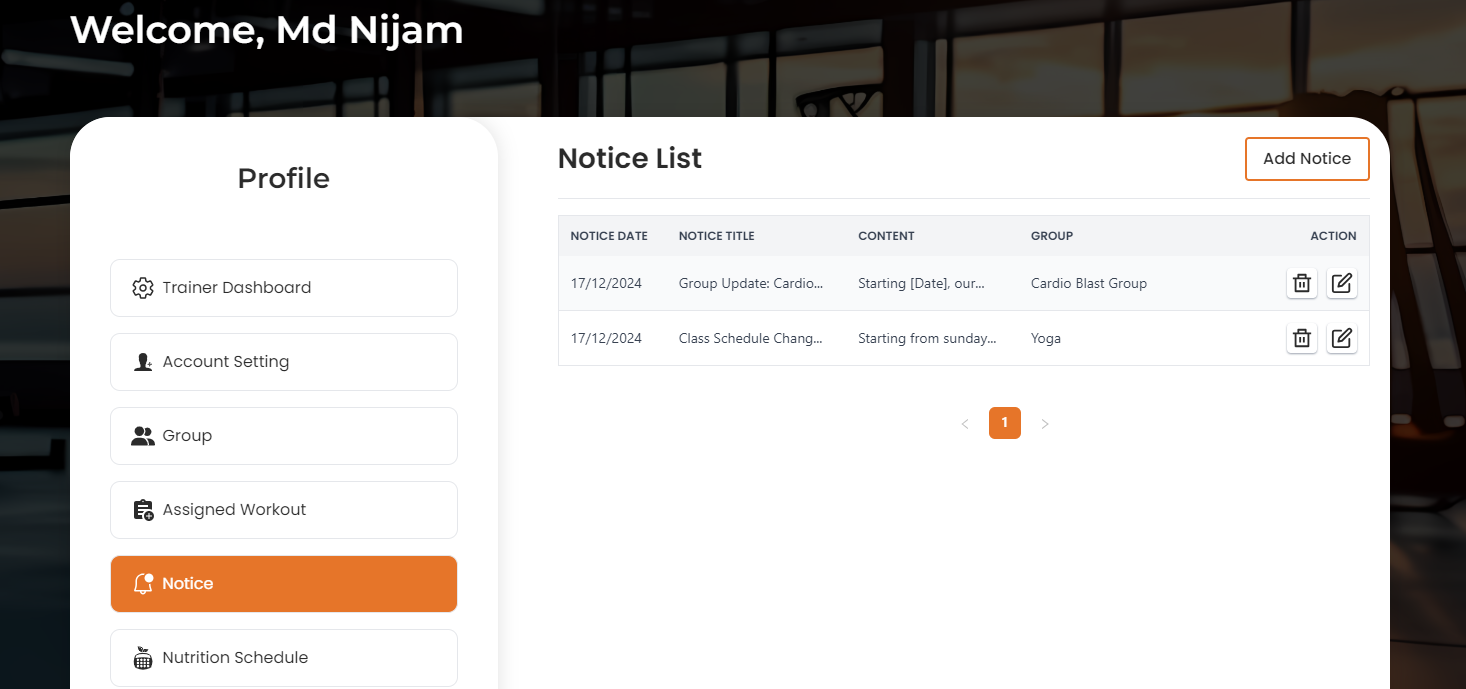 Welcome, Md Nijam
Profile
Trainer Dashboard
Account Setting
Group
Assigned Workout
Notice
Nutrition Schedule
Notice List
Add Notice
NOTICE DATE NOTICE TITLE CONTENT GROUP ACTION
17/12/2024 Group Update: Cardio... Starting [Date], our... Cardio Blast Group
17/12/2024 Class Schedule Chang... Starting from sunday... Yoga
< 1 >